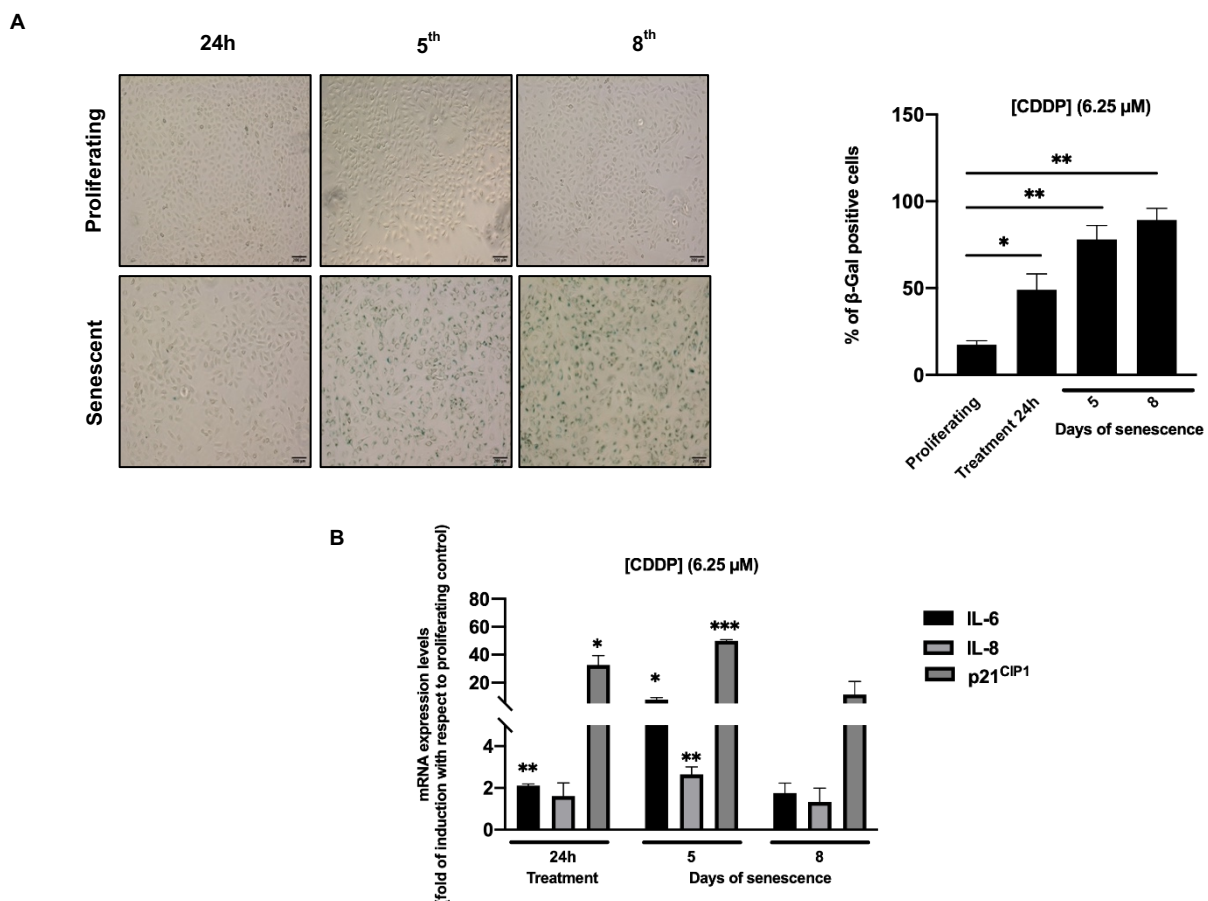 A
24h
5th
8th
Proliferating
Senescent
[CDDP] (6.25 µM)
% of β-Gal positive cells
150
100
50
0
**
**
*
Proliferating
Treatment 24h
5
8
Days of senescence
B
[CDDP] (6.25 µM)
mRNA expression levels
(fold of induction with respect to proliferating control)
80
60
40
20
4
2
0
**
*
*
**
***
24h
5
8
Treatment
Days of senescence
IL-6
IL-8
p21CIP1